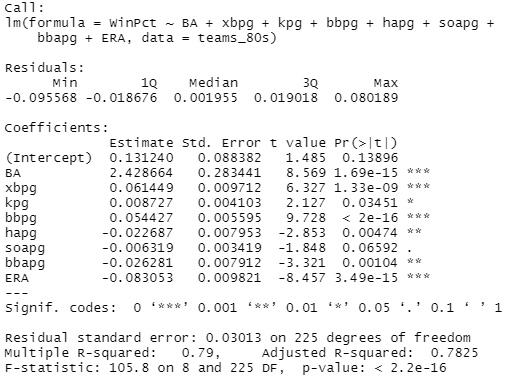 Call:
lm(formula = WinPct ~ BA + xbpg + kpg + bbpg + hapg + soapg +
    bbapg + ERA, data = teams_80s)

Residuals:
      Min        1Q    Median        3Q       Max
-0.095568 -0.018676  0.001955  0.019018  0.080189

Coefficients:
             Estimate Std. Error t value Pr(>|t|)
(Intercept)  0.131240   0.088382   1.485  0.13896
BA           2.428664   0.283441   8.569 1.69e-15 ***
xbpg         0.061449   0.009712   6.327 1.33e-09 ***
kpg          0.008727   0.004103   2.127  0.03451 *
bbpg         0.054427   0.005595   9.728  < 2e-16 ***
hapg        -0.022687   0.007953  -2.853  0.00474 **
soapg       -0.006319   0.003419  -1.848  0.06592 .
bbapg       -0.026281   0.007912  -3.321  0.00104 **
ERA         -0.083053   0.009821  -8.457 3.49e-15 ***
---
Signif. codes:  0 ‘***’ 0.001 ‘**’ 0.01 ‘*’ 0.05 ‘.’ 0.1 ‘ ’ 1

Residual standard error: 0.03013 on 225 degrees of freedom
Multiple R-squared:   0.79,	Adjusted R-squared:  0.7825
F-statistic: 105.8 on 8 and 225 DF,  p-value: < 2.2e-16